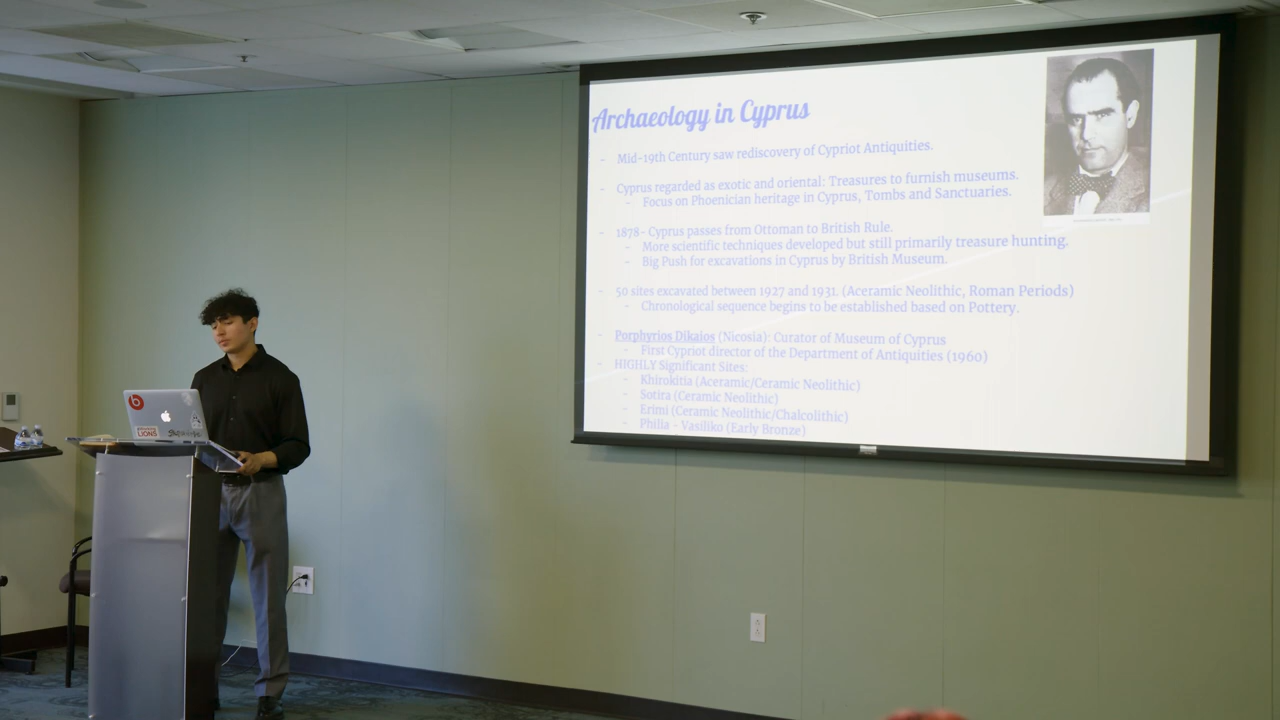 Archaeology in Cyprus
- Mid-19th Century saw rediscovery of Cypriot Antiquities.
- Cyprus regarded as exotic and oriental: Treasures to furnish museums.
- Focus on Phoenician heritage in Cyprus, Tombs and Sanctuaries.
- 1878- Cyprus passes from Ottoman to British Rule.
- More scientific techniques developed but still primarily treasure hunting.
- Big Push for excavations in Cyprus by British Museum.
- 50 sites excavated between 1927 and 1931. (Aceramic Neolithic, Roman Periods)
- Chronological sequence begins to be established based on Pottery.
- Porphyrios Dikaios (Nicosia): Curator of Museum of Cyprus
- First Cypriot director of the Department of Antiquities (1960)
- HIGHLY Significant Sites:
- Khirokitia (Aceramic/Ceramic Neolithic)
- Sotira (Ceramic Neolithic)
- Erimi (Ceramic Neolithic/Chalcolithic)
- Philia - Vasiliko (Early Bronze)
LIONS